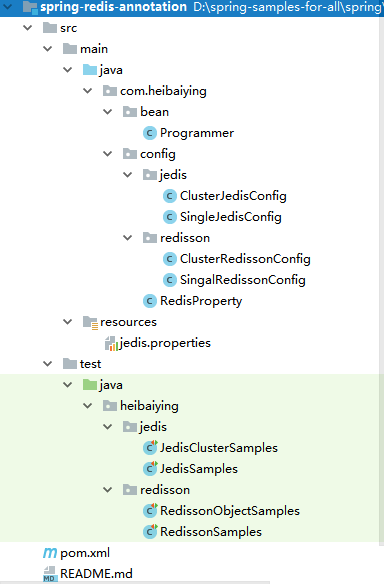 spring-redis-annotation D:\spring-samples-for-all\spring\
src
main
java
com.heibaiying
bean
Programmer
config
jedis
ClusterJedisConfig
SingleJedisConfig
redisson
ClusterRedissonConfig
SingalRedissonConfig
RedisProperty
resources
jedis.properties
test
java
heibaiying
jedis
JedisClusterSamples
JedisSamples
redisson
RedissonObjectSamples
RedissonSamples
pom.xml
README.md